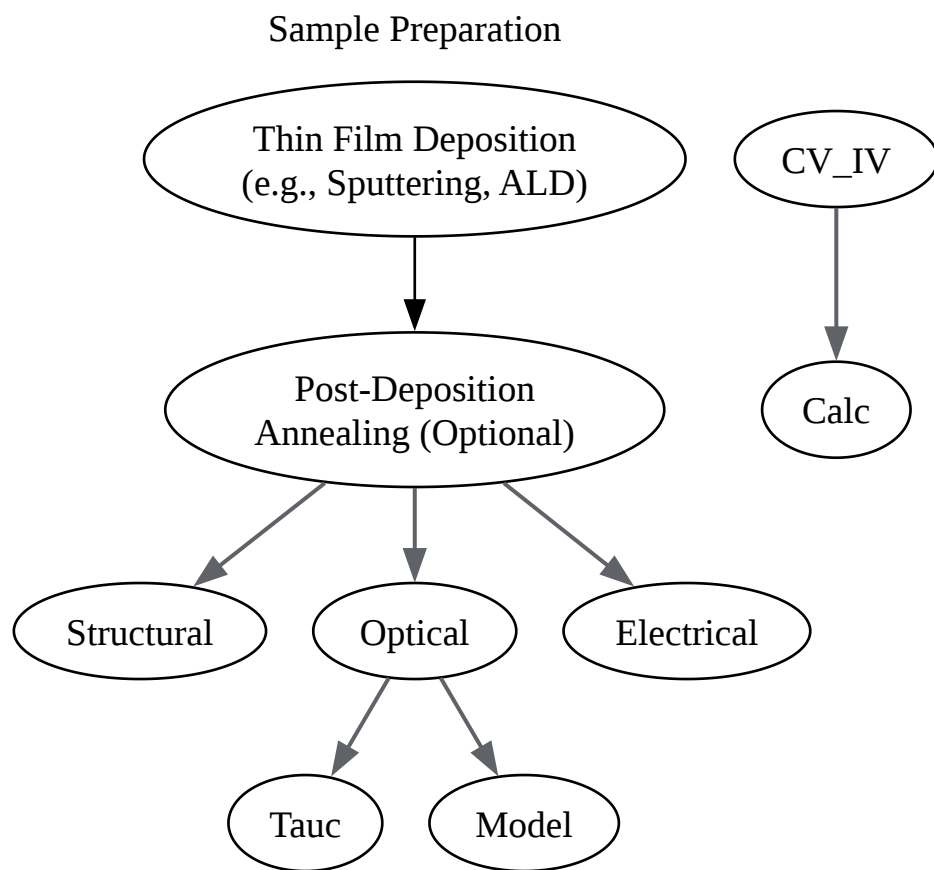 Sample Preparation
Thin Film Deposition
(e.g., Sputtering, ALD)
CV_IV
Post-Deposition
Annealing (Optional)
Calc
Structural
Optical
Electrical
Tauc
Model